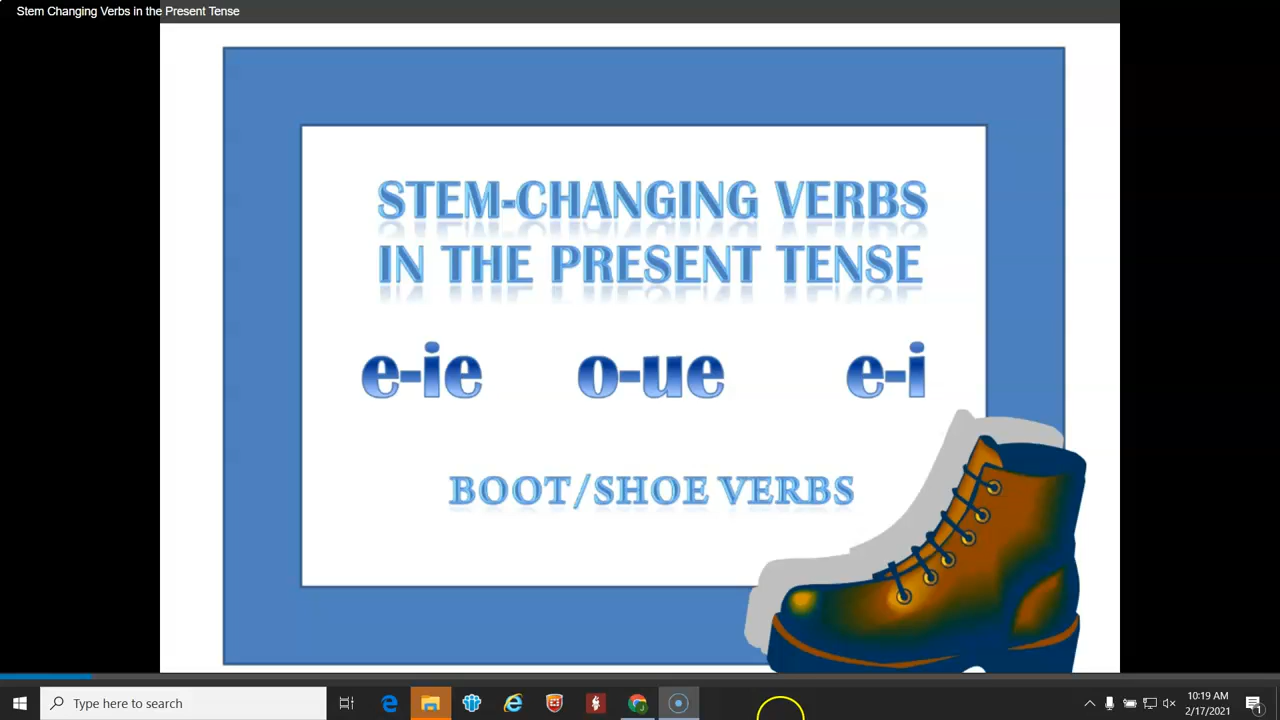 Stem Changing Verbs in the Present Tense
STEM-CHANGING VERBS
IN THE PRESENT TENSE
e-ie o-ue e-i
BOOT/SHOE VERBS
Type here to search
10:19 AM
2/17/2021
1